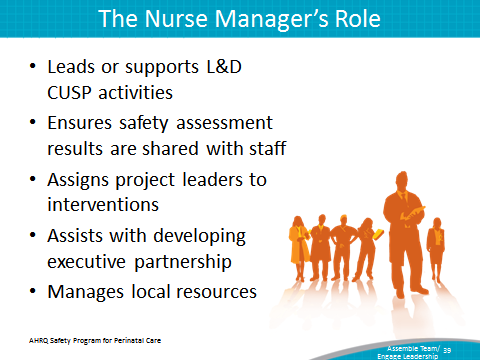 The Nurse Manager's Role
• Leads or supports L&D
CUSP activities
• Ensures safety assessment
results are shared with staff
• Assigns project leaders to
interventions
• Assists with developing
executive partnership
• Manages local resources
AHRQ Safety Program for Perinatal Care
Assemble Team/ 39
Engage Leadership